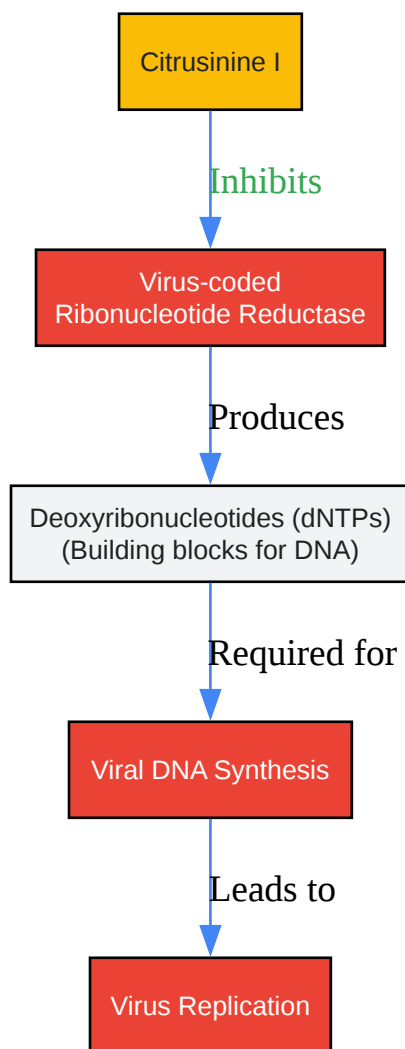 Citrusinine I
Inhibits
Virus-coded
Ribonucleotide Reductase
Produces
Deoxyribonucleotides (dNTPs)
(Building blocks for DNA)
Required for
Viral DNA Synthesis
Leads to
Virus Replication